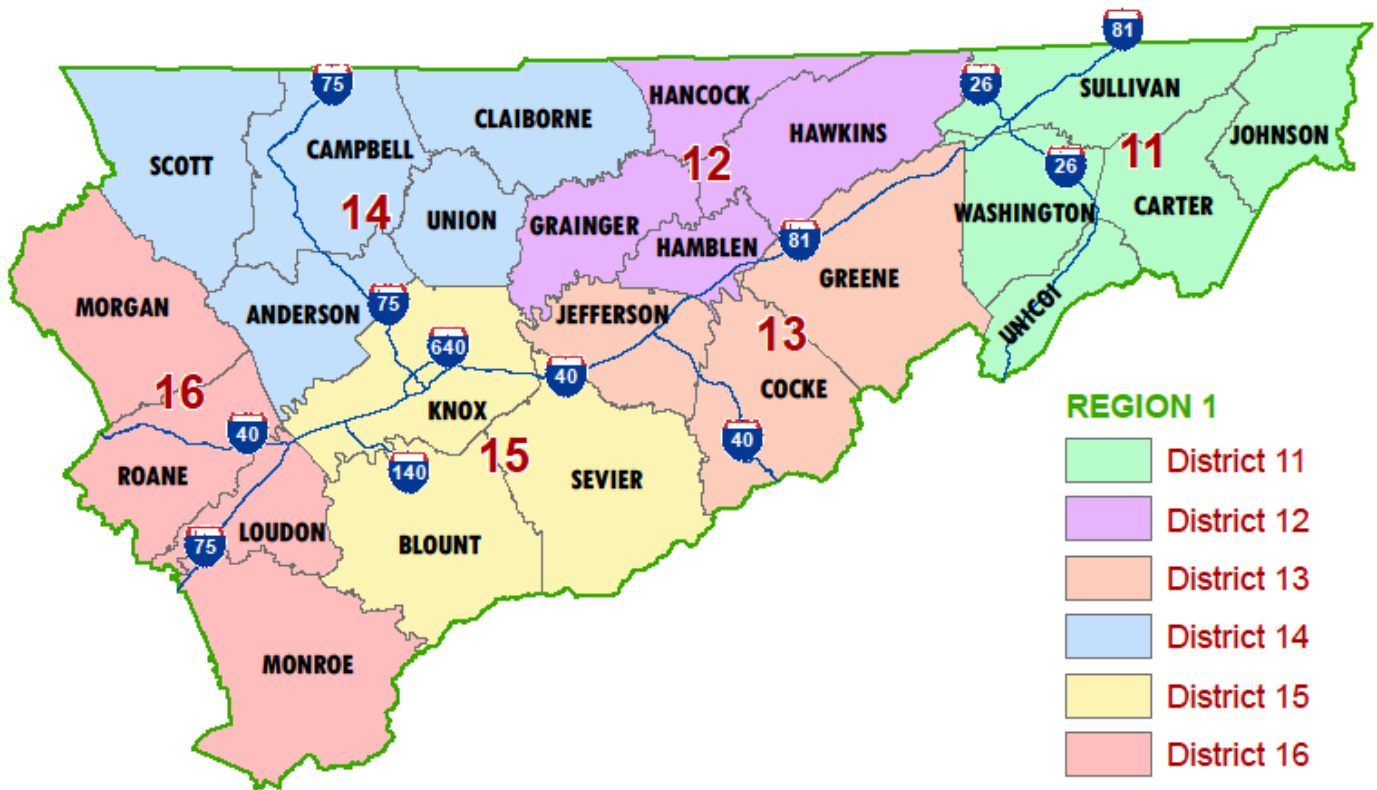 81
75
26
HANCOCK
SULLIVAN
CLAIBORNE
HAWKINS
JOHNSON
CAMPBELL
SCOTT
12
11
26
14
UNION
GRAINGER
WASHINGTON
CARTER
HAMBLEN
81
GREENE
MORGAN
ANDERSON
75
JEFFERSON
UNICOI
13
640
16
40
COCKE
KNOX
40
40
15
ROANE
140
SEVIER
LOUDON
75
BLOUNT
MONROE
REGION 1
District 11
District 12
District 13
District 14
District 15
District 16